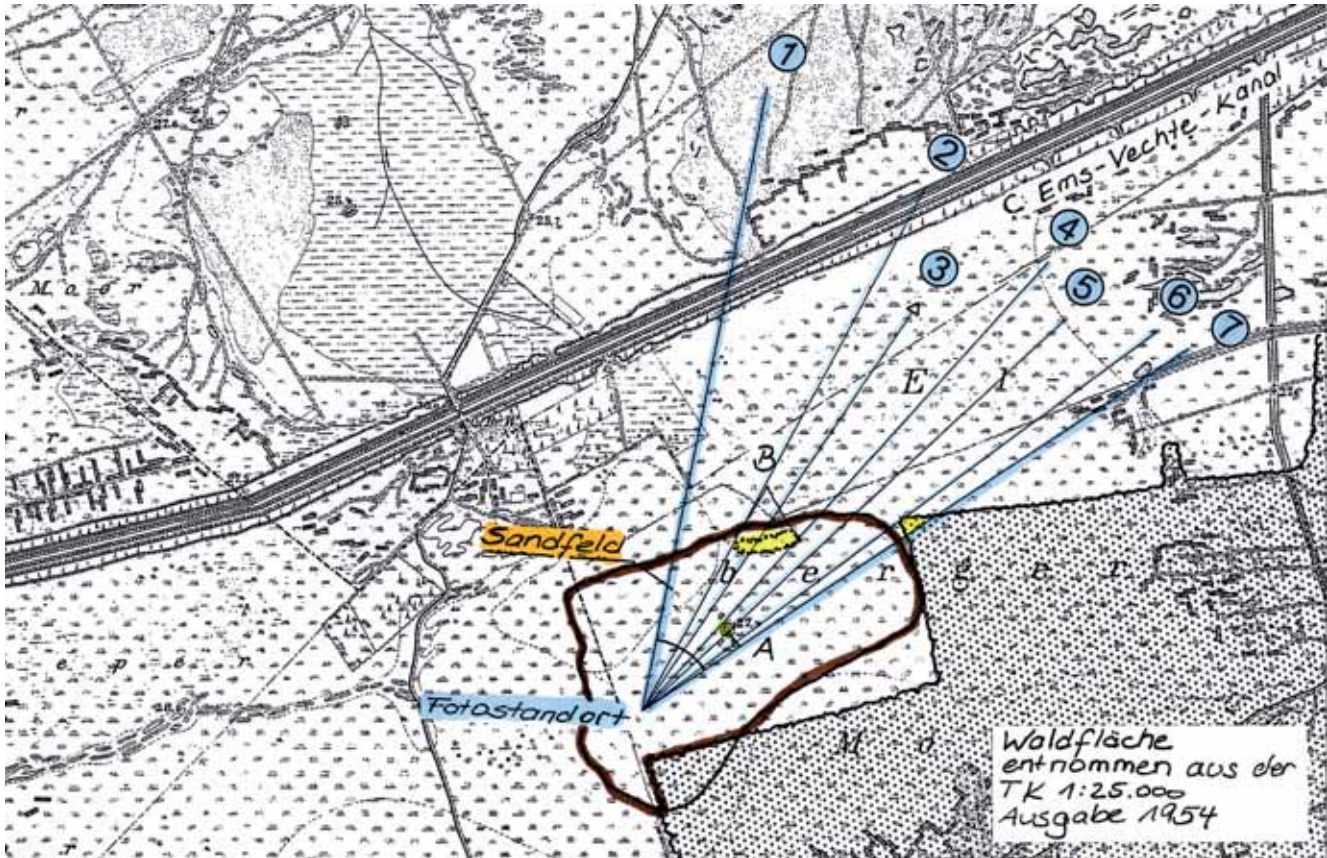 1
2
C. Ems-Vechte-Kanal
3
4
5
6
7
M o o r
E l
B
Sandfeld
b e r g e r
A
Fotostandort
e p e r
M o
Waldfläche
entnommen aus der
TK 1:25.000
Ausgabe 1954